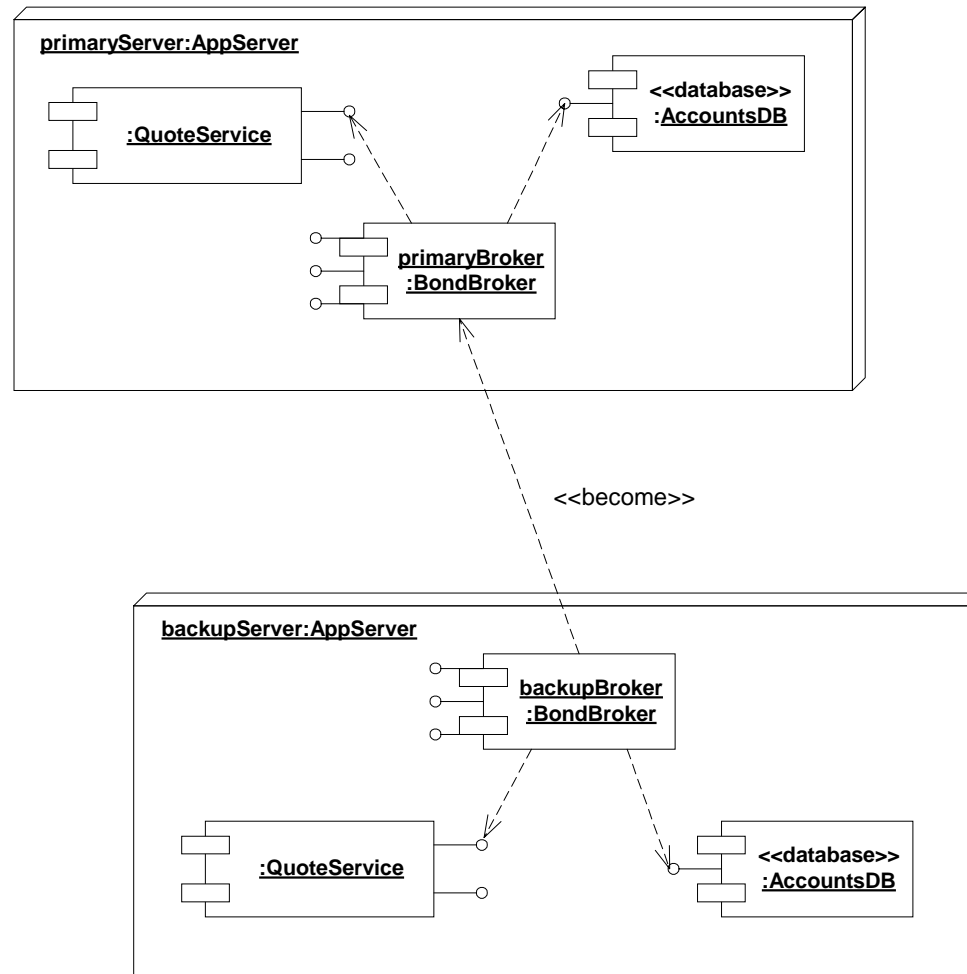 primaryServer:AppServer
<<database>>
:AccountsDB
:QuoteService
primaryBroker
:BondBroker
<<become>>
backupServer:AppServer
backupBroker
:BondBroker
:QuoteService
<<database>>
:AccountsDB